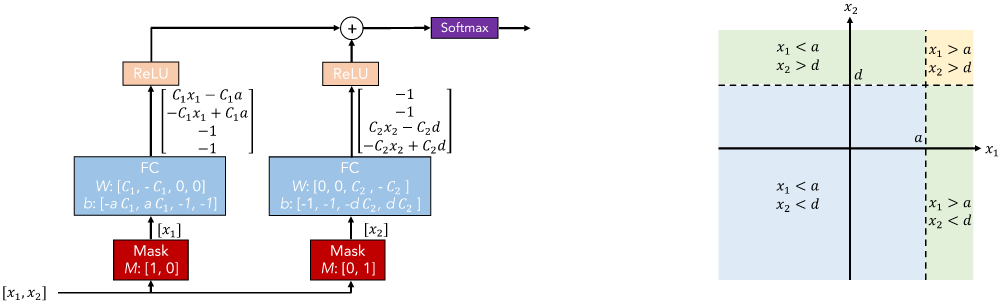 +
Softmax
ReLU
ReLU
C₁x₁ − C₁a
−C₁x₁ + C₁a
−1
−1
−1
−1
C₂x₂ − C₂d
−C₂x₂ + C₂d
FC
W: [C₁, - C₁, 0, 0]
b: [-a C₁, a C₁, -1, -1]
FC
W: [0, 0, C₂ , - C₂ ]
b: [-1, -1, -d C₂, d C₂ ]
[x₁]
[x₂]
Mask
M: [1, 0]
Mask
M: [0, 1]
[x₁, x₂]
x₂
x₁ < a
x₂ > d
x₁ > a
x₂ > d
d
a
x₁
x₁ < a
x₂ < d
x₁ > a
x₂ < d